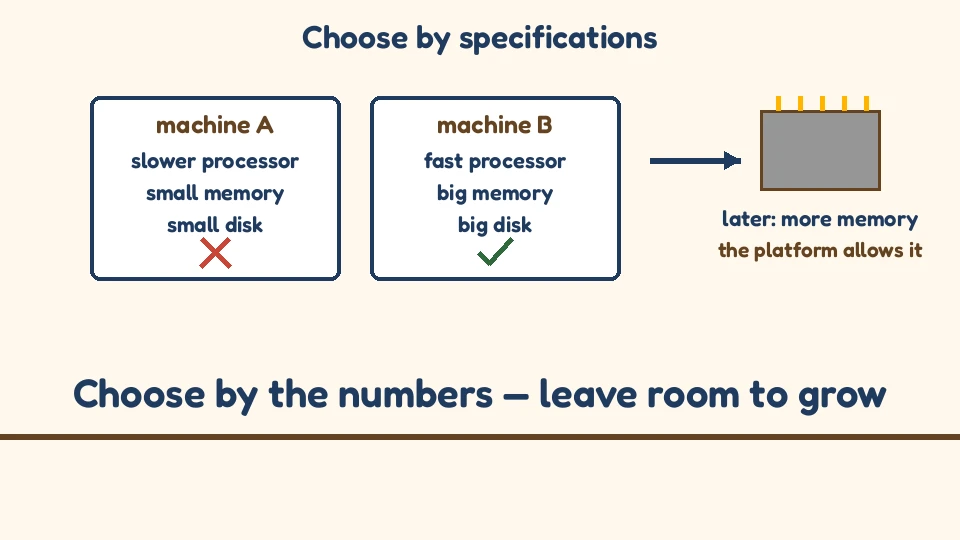 Choose by specifications
machine A
slower processor
small memory
small disk
machine B
fast processor
big memory
big disk
later: more memory
the platform allows it
Choose by the numbers — leave room to grow